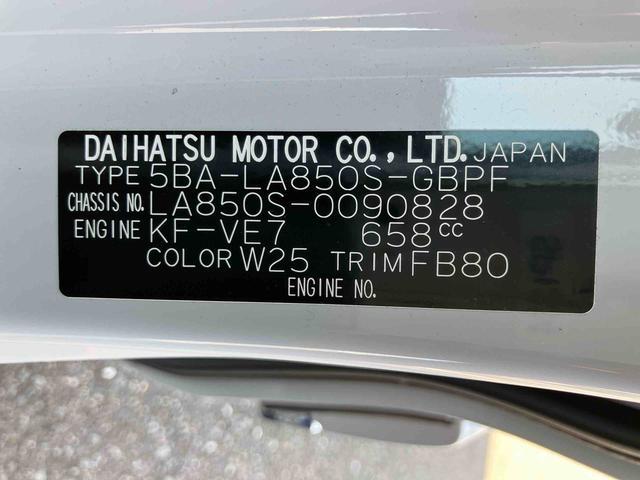 DAIHATSU MOTOR CO., LTD. JAPAN
TYPE 5BA-LA850S-GBPF
CHASSIS NO. LA850S-0090828
ENGINE KF-VE7 658cc
COLOR W25 TRIM FB80
ENGINE NO.